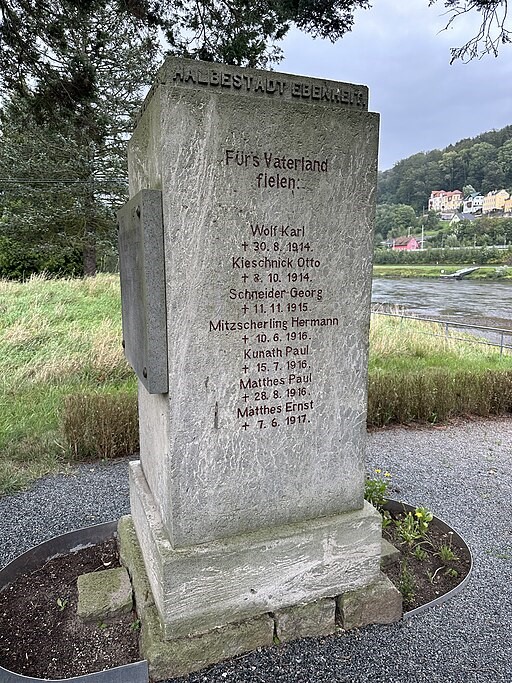 HALBESTADT EBENHEIT.
Für's Vaterland
fielen:
Wolf Karl
+ 30. 8. 1914.
Kieschnick Otto
+ 8. 10. 1914.
Schneider Georg
+ 11. 11. 1915.
Mitzscherling Hermann
+ 10. 6. 1916.
Kunath Paul
+ 15. 7. 1916.
Matthes Paul
+ 28. 8. 1916.
Matthes Ernst
+ 7. 6. 1917.